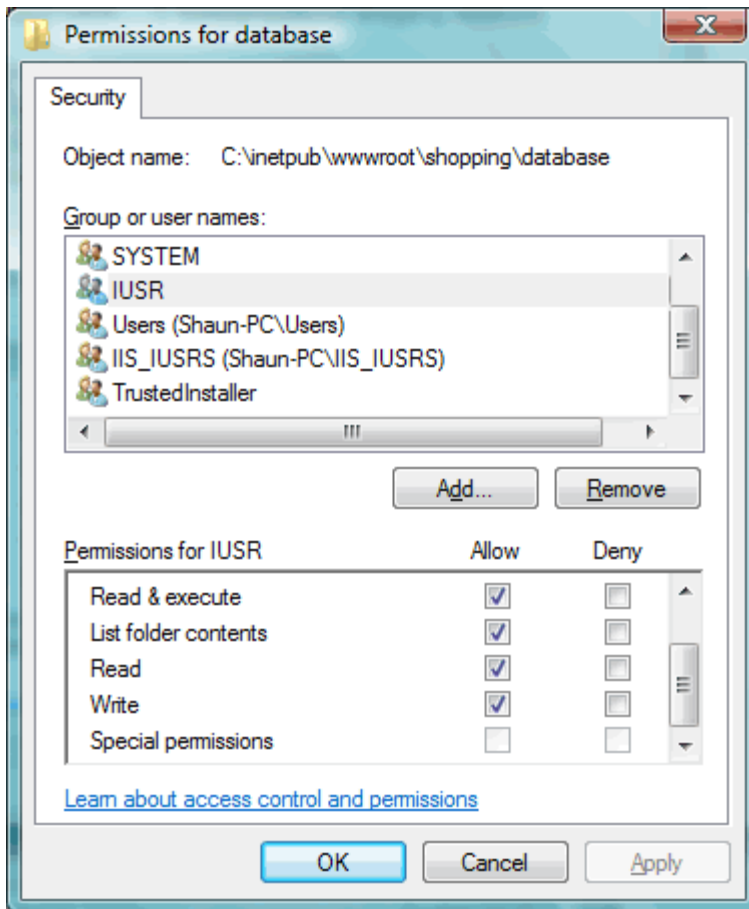 Permissions for database
Security
Object name: C:\inetpub\wwwroot\shopping\database
Group or user names:
SYSTEM
IUSR
Users (Shaun-PC\Users)
IIS_IUSRS (Shaun-PC\IIS_IUSRS)
TrustedInstaller
Add... Remove
Permissions for IUSR Allow Deny
Read & execute
List folder contents
Read
Write
Special permissions
Learn about access control and permissions
OK Cancel Apply